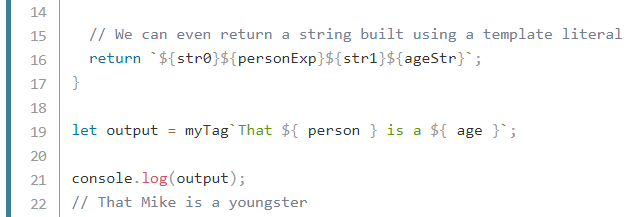 14
15 // We can even return a string built using a template literal
16 return `${str0}${personExp}${str1}${ageStr}`;
17 }
18
19 let output = myTag`That ${ person } is a ${ age }`;
20
21 console.log(output);
22 // That Mike is a youngster